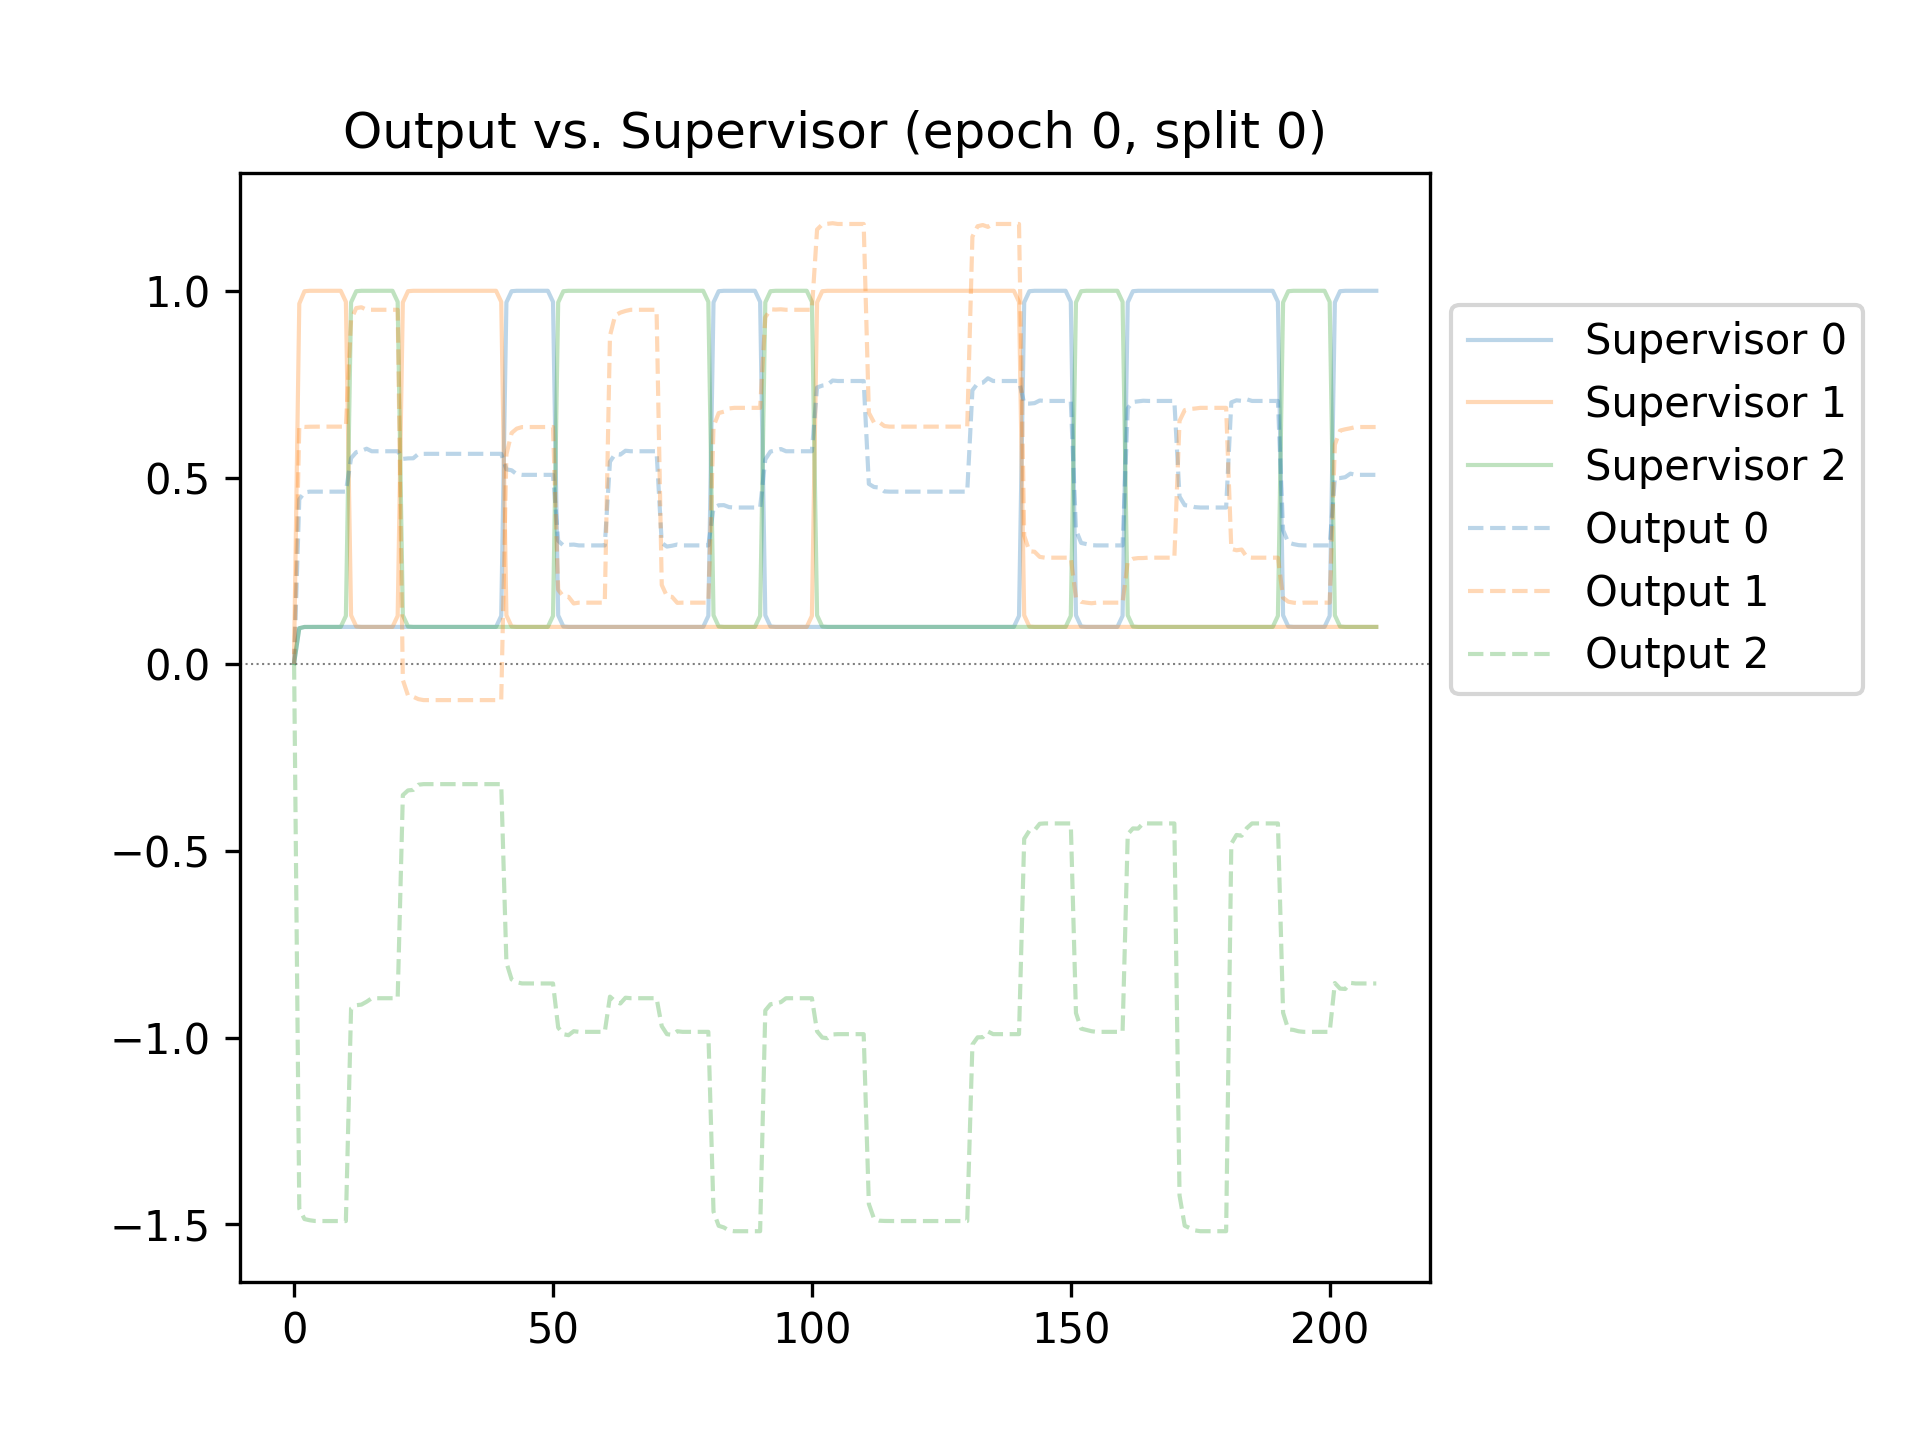 Output vs. Supervisor (epoch 0, split 0)
1.0
0.5
0.0
−0.5
−1.0
−1.5
0 50 100 150 200
Supervisor 0
Supervisor 1
Supervisor 2
Output 0
Output 1
Output 2